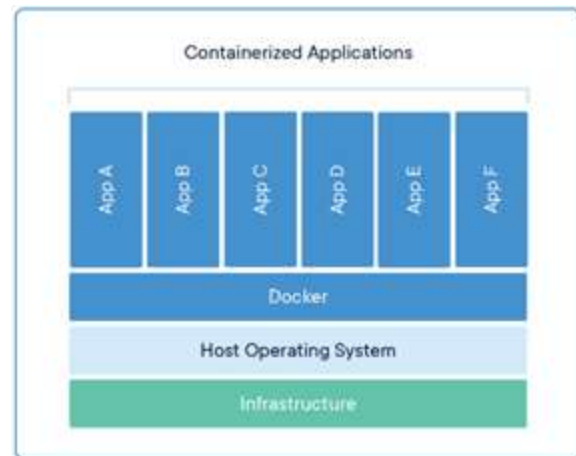 Containerized Applications
App A
App B
App C
App D
App E
App F
Docker
Host Operating System
Infrastructure